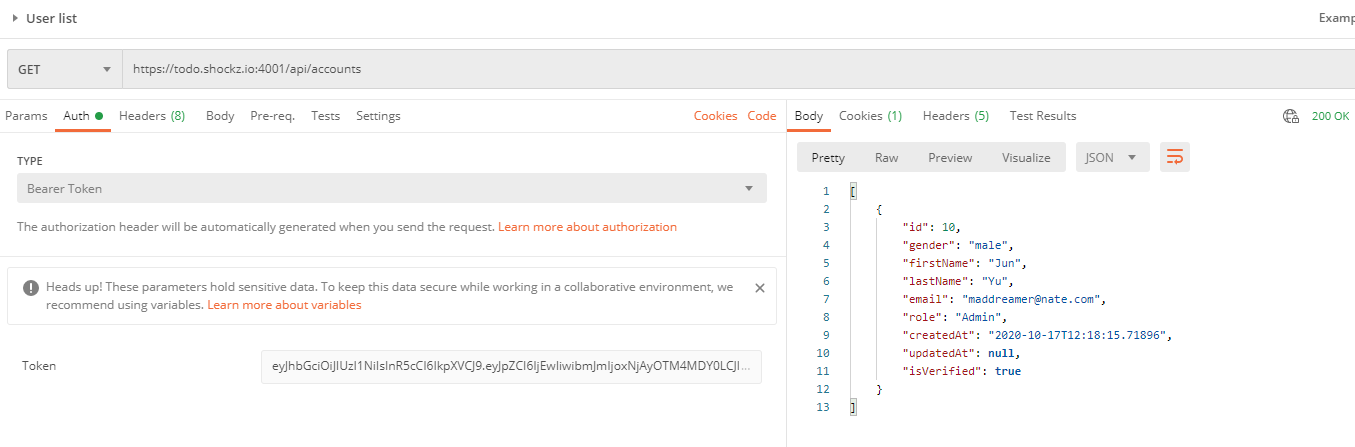 User list
Examp
GET
https://todo.shockz.io:4001/api/accounts
Params Auth Headers (8) Body Pre-req. Tests Settings Cookies Code
TYPE
Bearer Token
The authorization header will be automatically generated when you send the request. Learn more about authorization
Heads up! These parameters hold sensitive data. To keep this data secure while working in a collaborative environment, we
recommend using variables. Learn more about variables
Token
eyJhbGciOiJIUzI1NiIsInR5cCI6IkpXVCJ9.eyJpZCI6IjEwIiwibmJmIjoxNjAyOTM4MDY0LCJl...
Body Cookies (1) Headers (5) Test Results 200 OK
Pretty Raw Preview Visualize JSON
1 [
2 {
3 "id": 10,
4 "gender": "male",
5 "firstName": "Jun",
6 "lastName": "Yu",
7 "email": "maddreamer@nate.com",
8 "role": "Admin",
9 "createdAt": "2020-10-17T12:18:15.71896",
10 "updatedAt": null,
11 "isVerified": true
12 }
13 ]